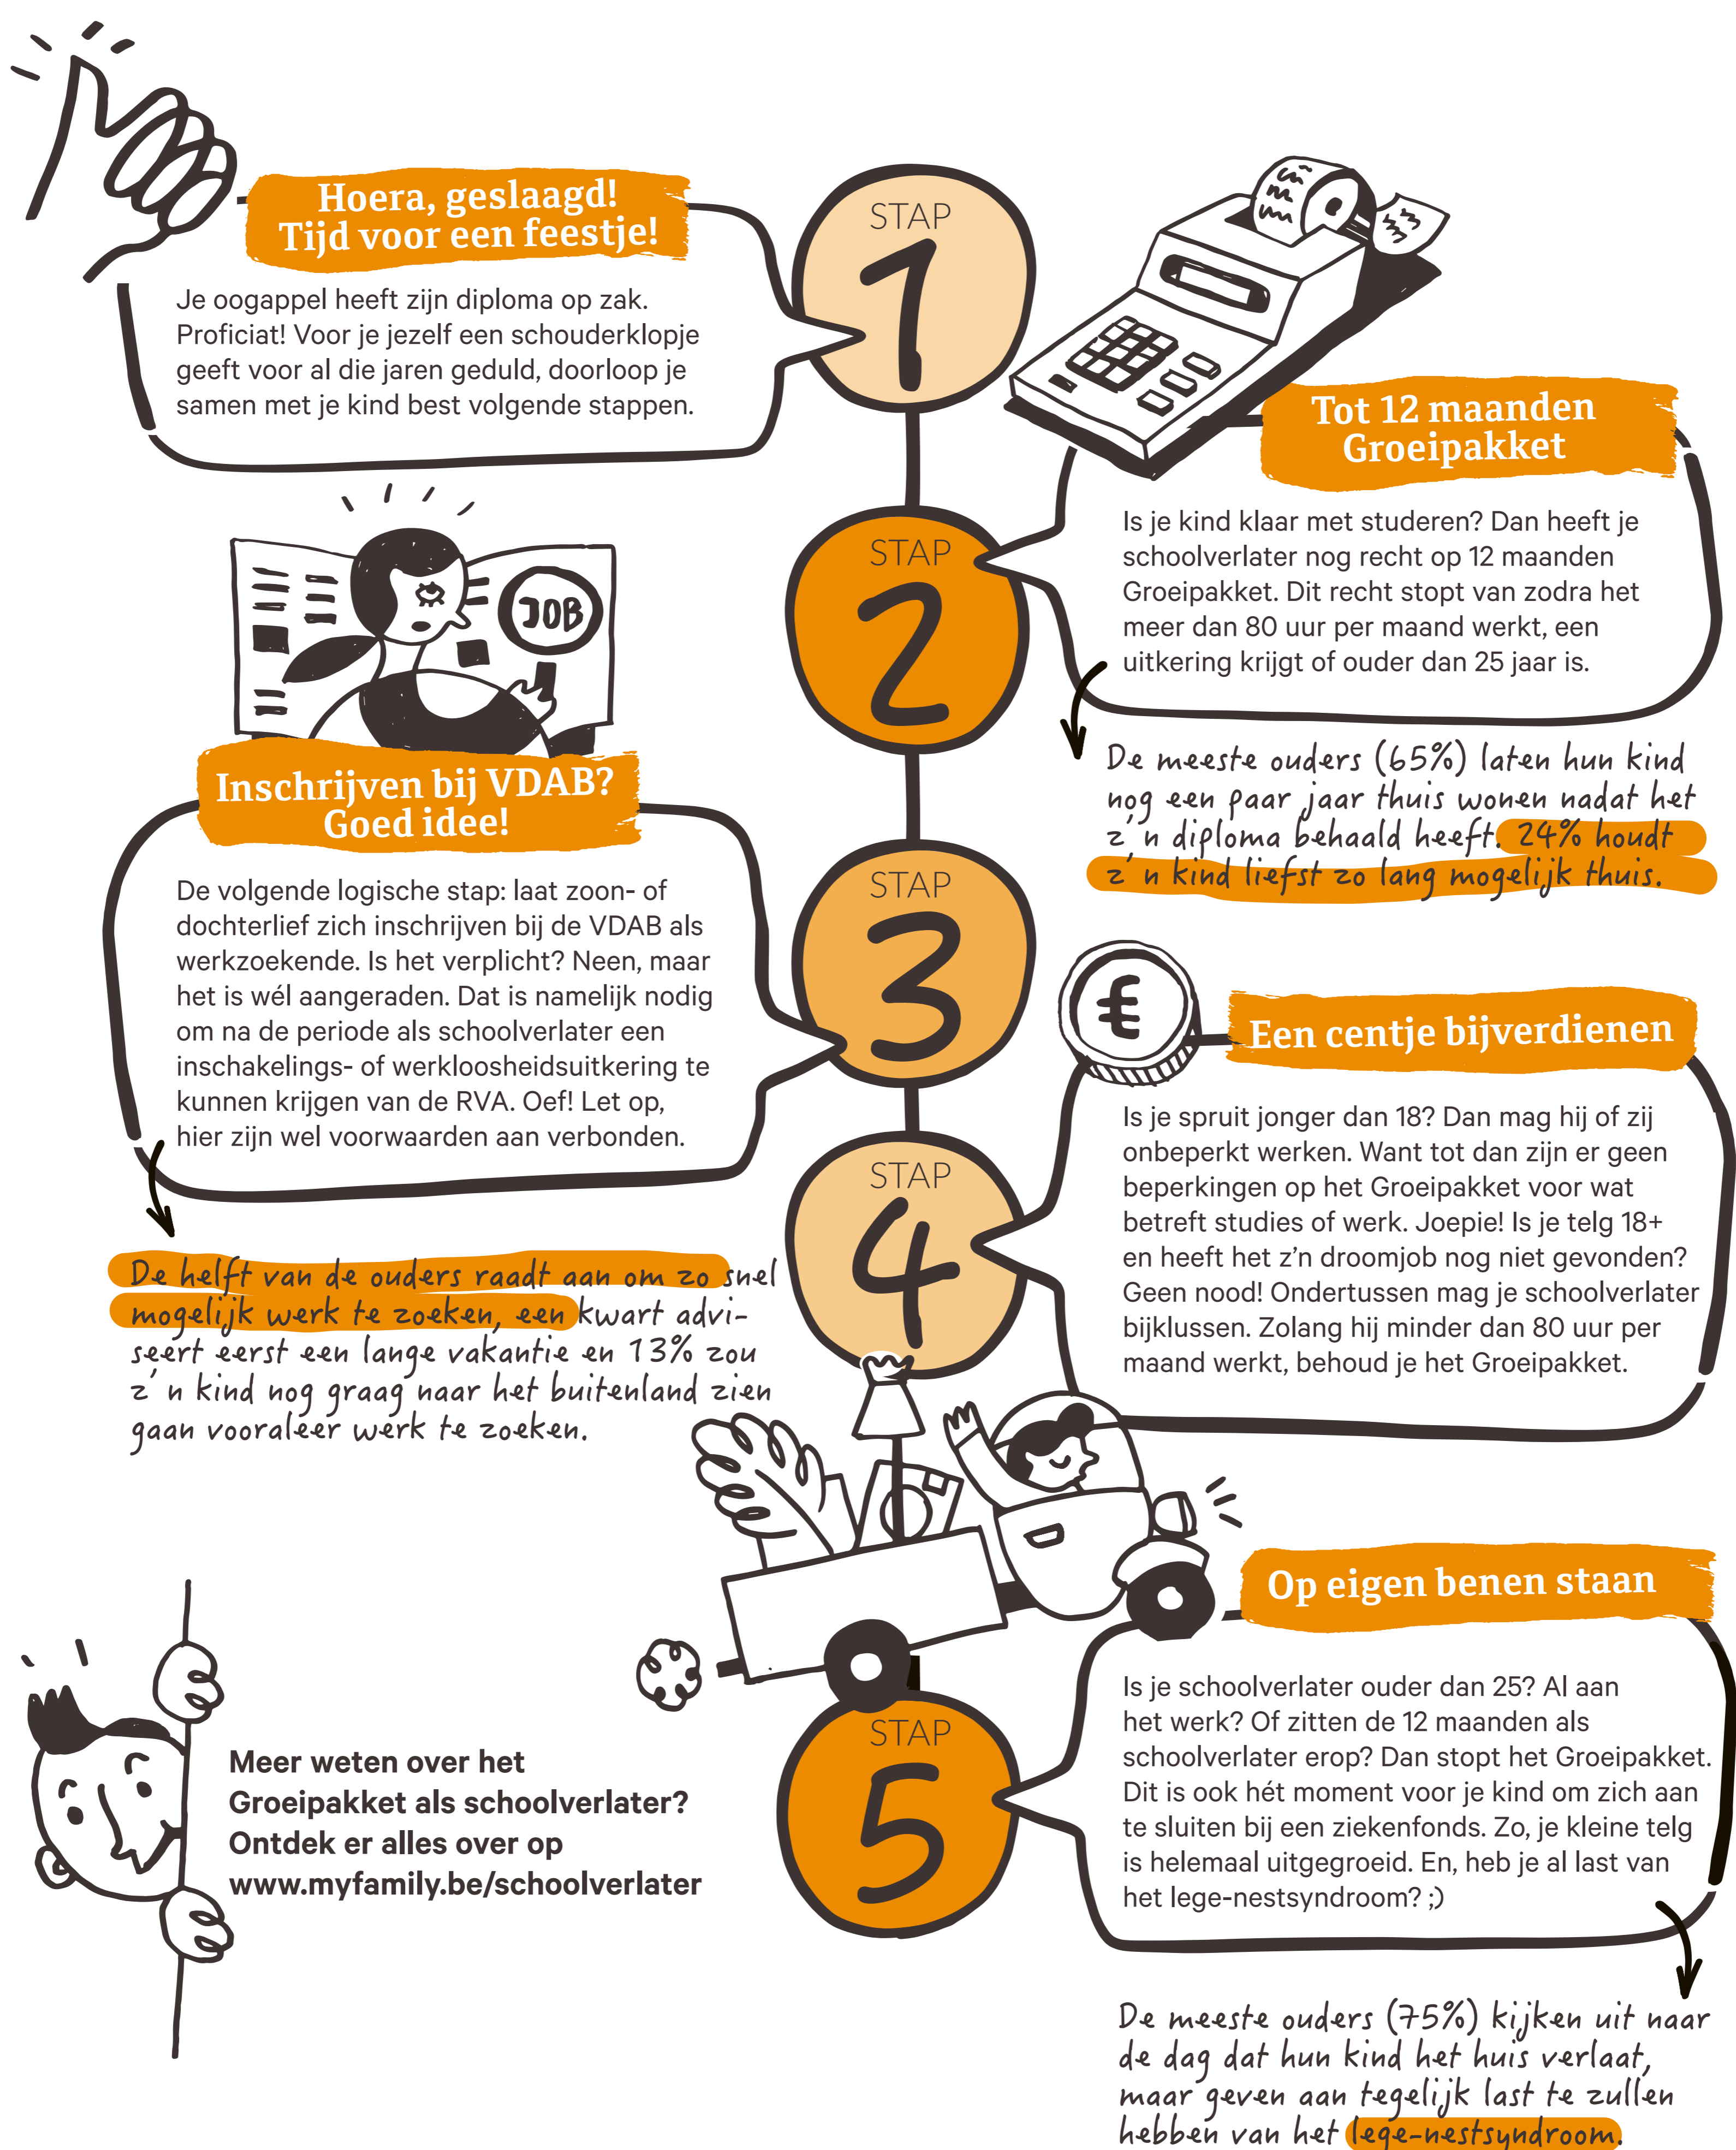 Hoera, geslaagd!
Tijd voor een feestje!
Je oogappel heeft zijn diploma op zak.
Proficiat! Voor je jezelf een schouderklopje
geeft voor al die jaren geduld, doorloop je
samen met je kind best volgende stappen.
STAP
1
Tot 12 maanden
Groeipakket
Is je kind klaar met studeren? Dan heeft je
schoolverlater nog recht op 12 maanden
Groeipakket. Dit recht stopt van zodra het
meer dan 80 uur per maand werkt, een
uitkering krijgt of ouder dan 25 jaar is.
STAP
2
De meeste ouders (65%) laten hun kind
nog een paar jaar thuis wonen nadat het
z'n diploma behaald heeft. 24% houdt
z'n kind liefst zo lang mogelijk thuis.
JOB
Inschrijven bij VDAB?
Goed idee!
De volgende logische stap: laat zoon- of
dochterlief zich inschrijven bij de VDAB als
werkzoekende. Is het verplicht? Neen, maar
het is wél aangeraden. Dat is namelijk nodig
om na de periode als schoolverlater een
inschakelings- of werkloosheidsuitkering te
kunnen krijgen van de RVA. Oef! Let op,
hier zijn wel voorwaarden aan verbonden.
STAP
3
De helft van de ouders raadt aan om zo snel
mogelijk werk te zoeken, een kwart advi-
seert eerst een lange vakantie en 13% zou
z'n kind nog graag naar het buitenland zien
gaan vooraleer werk te zoeken.
€
Een centje bijverdienen
Is je spruit jonger dan 18? Dan mag hij of zij
onbeperkt werken. Want tot dan zijn er geen
beperkingen op het Groeipakket voor wat
betreft studies of werk. Joepie! Is je telg 18+
en heeft het z'n droomjob nog niet gevonden?
Geen nood! Ondertussen mag je schoolverlater
bijklussen. Zolang hij minder dan 80 uur per
maand werkt, behoud je het Groeipakket.
STAP
4
Op eigen benen staan
Is je schoolverlater ouder dan 25? Al aan
het werk? Of zitten de 12 maanden als
schoolverlater erop? Dan stopt het Groeipakket.
Dit is ook hét moment voor je kind om zich aan
te sluiten bij een ziekenfonds. Zo, je kleine telg
is helemaal uitgegroeid. En, heb je al last van
het lege-nestsyndroom? ;)
STAP
5
De meeste ouders (75%) kijken uit naar
de dag dat hun kind het huis verlaat,
maar geven aan tegelijk last te zullen
hebben van het lege-nestsyndroom.
Meer weten over het
Groeipakket als schoolverlater?
Ontdek er alles over op
www.myfamily.be/schoolverlater